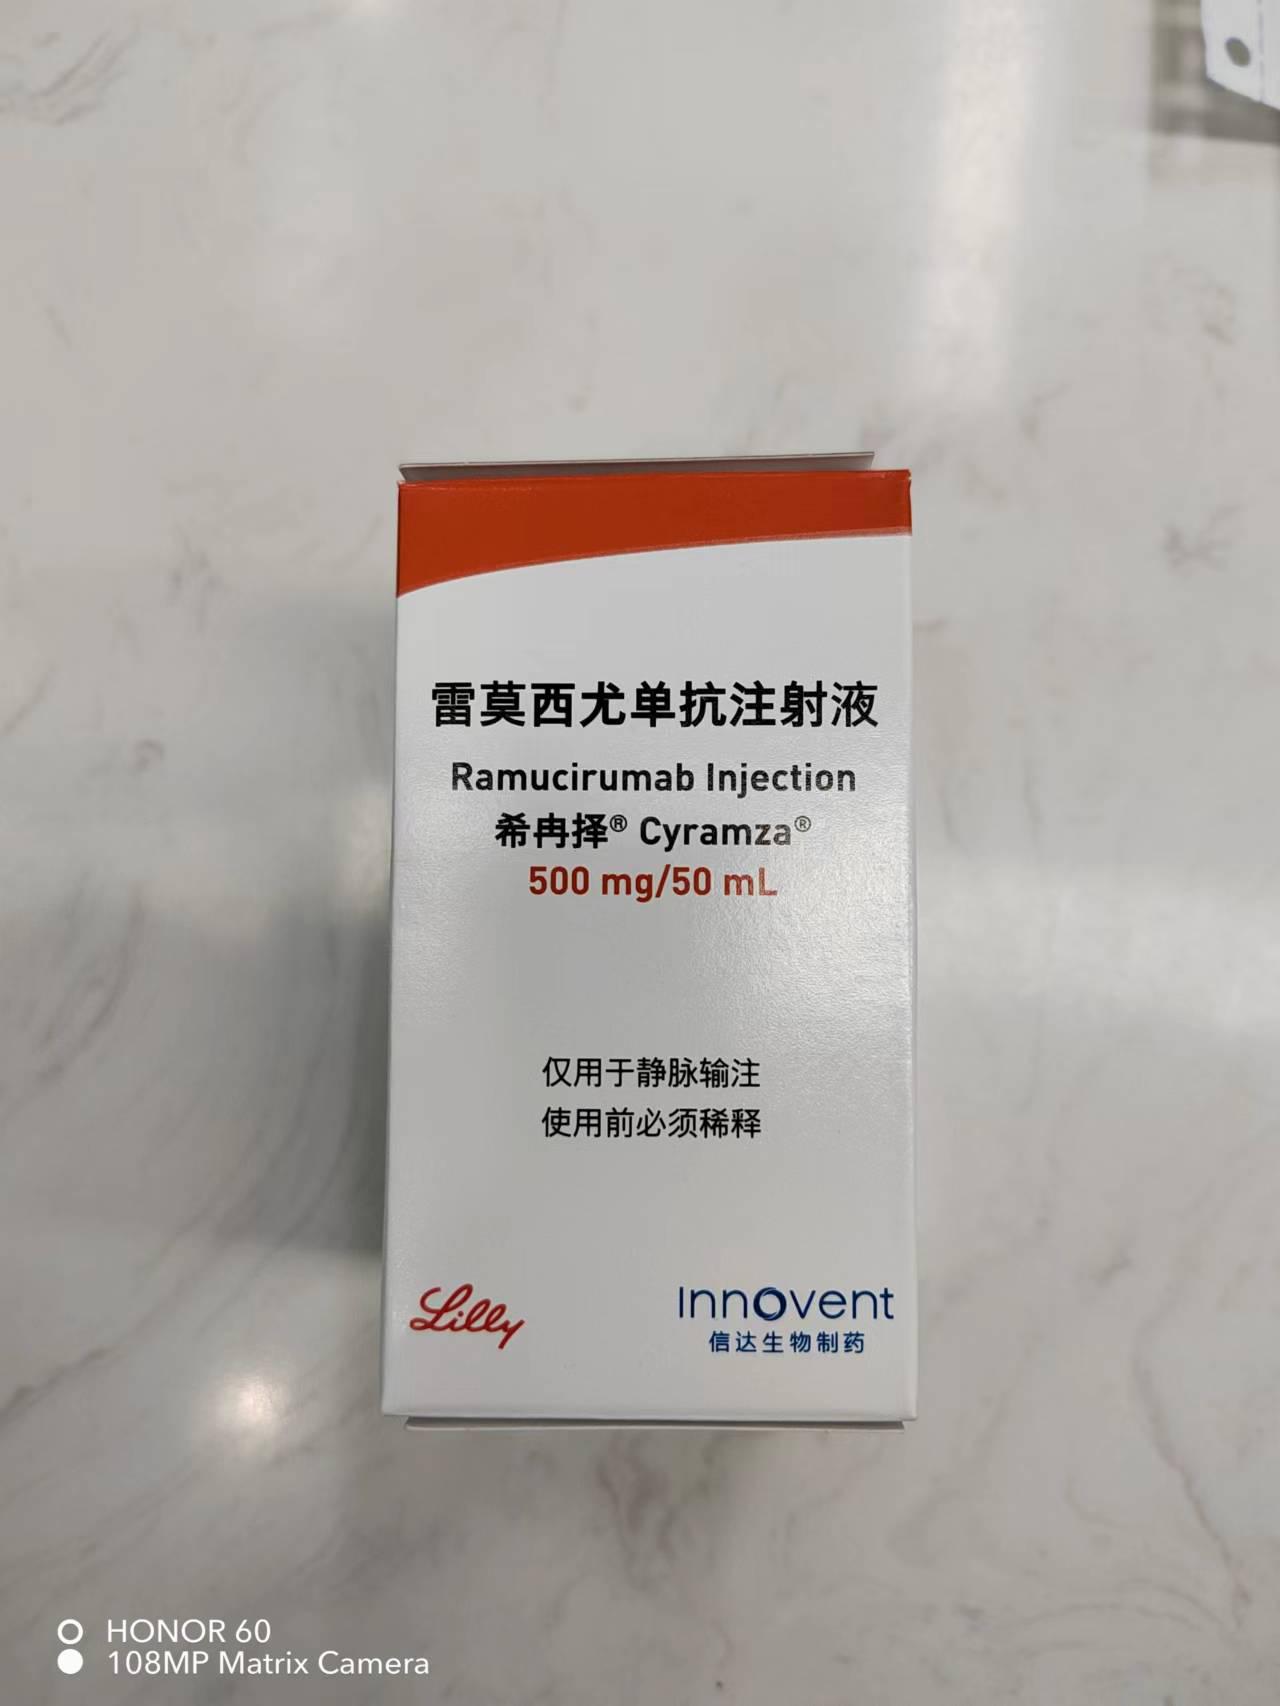 雷莫西尤单抗注射液
Ramucirumab Injection
希冉择® Cyramza®
500 mg/50 mL
仅用于静脉输注
使用前必须稀释
Lilly
Innovent
信达生物制药
HONOR 60
108MP Matrix Camera